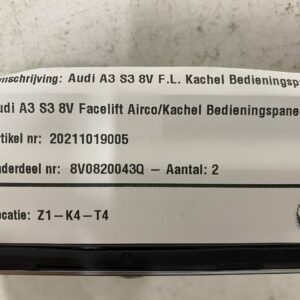 mschrijving: Audi A3 S3 8V F.L. Kachel Bedieningsp
udi A3 S3 8V Facelift Airco/Kachel Bedieningspane
rtikel nr: 20211019005
nderdeel nr: 8V0820043Q – Aantal: 2
ocatie: Z1-K4-T4